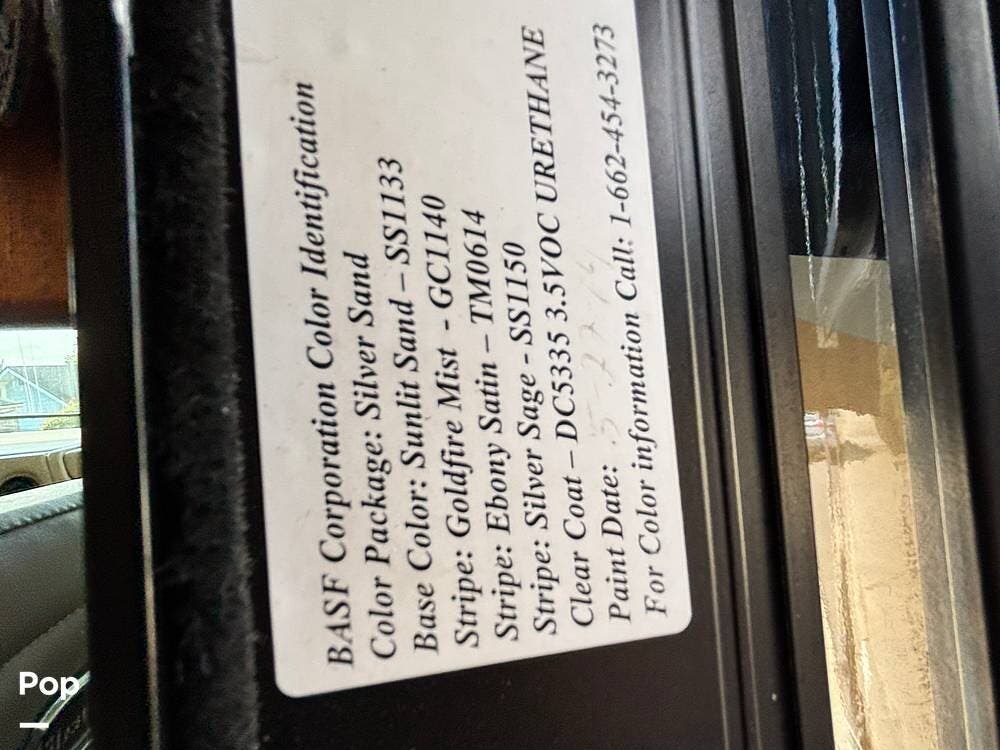 BASF Corporation Color Identification
Color Package: Silver Sand
Base Color: Sunlit Sand – SS1133
Stripe: Goldfire Mist - GC1140
Stripe: Ebony Satin – TM0614
Stripe: Silver Sage - SS1150
Clear Coat – DC5335 3.5VOC URETHANE
Paint Date:
For Color information Call: 1-662-454-3273
Pop